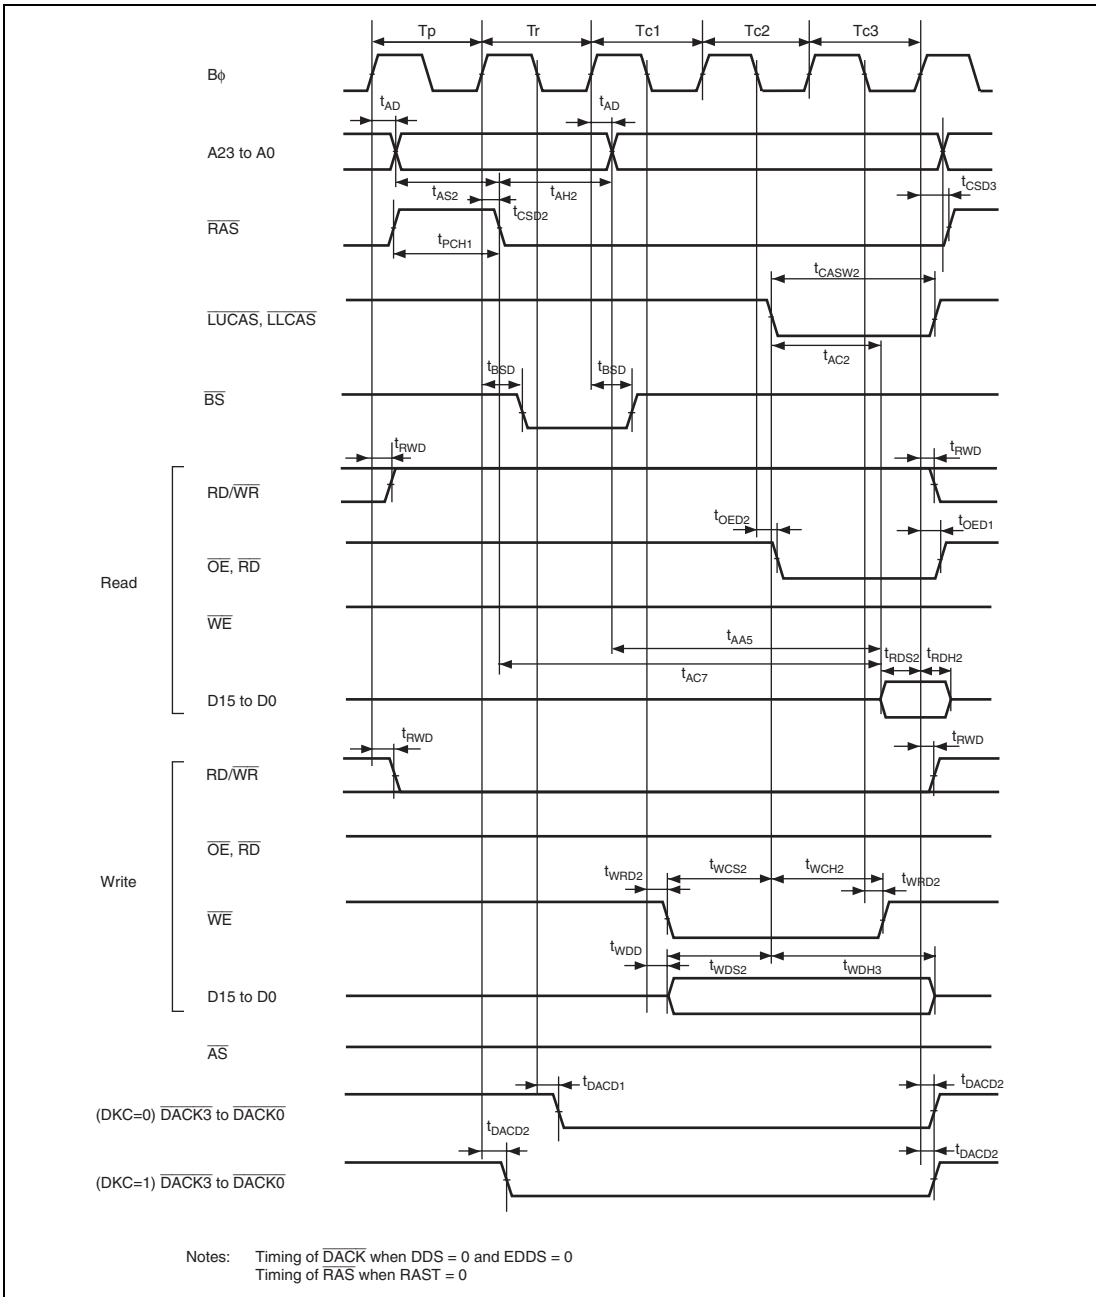 Tp Tr Tc1 Tc2 Tc3
Bϕ
tAD tAD
A23 to A0
tAS2 tAH2 tCSD3
tCSD2
RAS
tPCH1
tCASW2
LUCAS, LLCAS
tAC2
tBSD tBSD
BS
tRWD tRWD
RD/WR
tOED2 tOED1
OE, RD
Read
WE
tAA5
tRDS2 tRDH2
tAC7
D15 to D0
tRWD tRWD
RD/WR
OE, RD
tWCS2 tWCH2
Write
tWRD2 tWRD2
WE
tWDD
tWDS2 tWDH3
D15 to D0
AS
tDACD1 tDACD2
(DKC=0) DACK3 to DACK0
tDACD2
tDACD2
(DKC=1) DACK3 to DACK0
Notes: Timing of DACK when DDS = 0 and EDDS = 0
Timing of RAS when RAST = 0